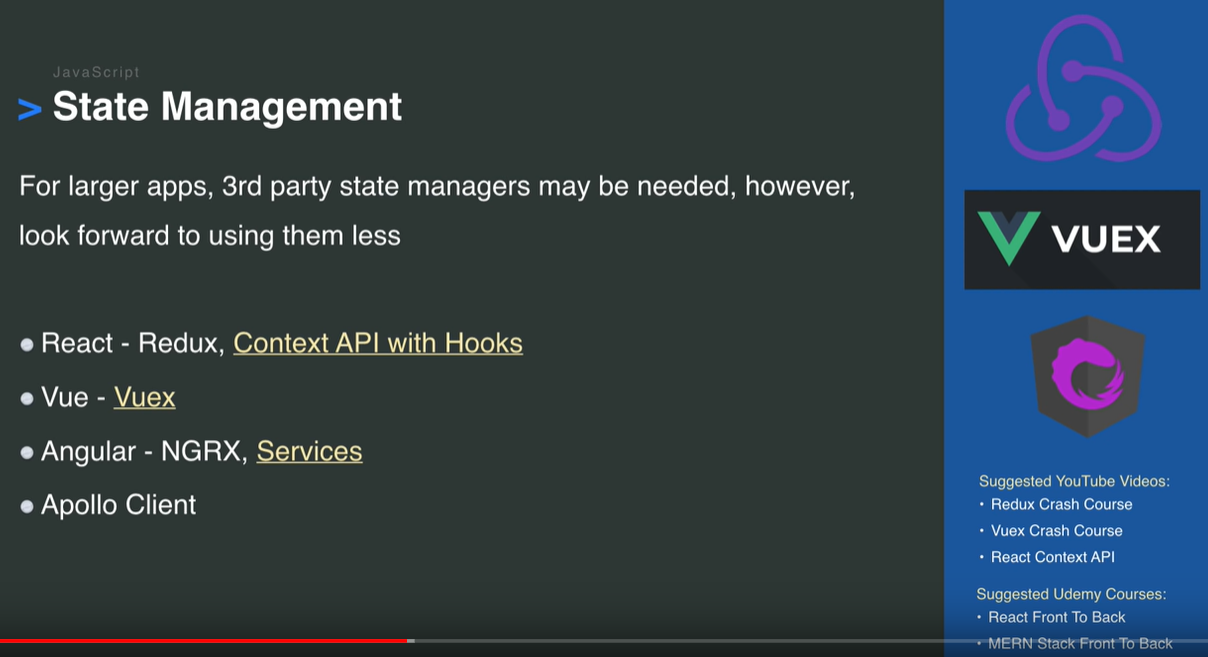 JavaScript
> State Management
For larger apps, 3rd party state managers may be needed, however,
look forward to using them less
● React - Redux, Context API with Hooks
● Vue - Vuex
● Angular - NGRX, Services
● Apollo Client
VUEX
Suggested YouTube Videos:
• Redux Crash Course
• Vuex Crash Course
• React Context API
Suggested Udemy Courses:
• React Front To Back
• MERN Stack Front To Back